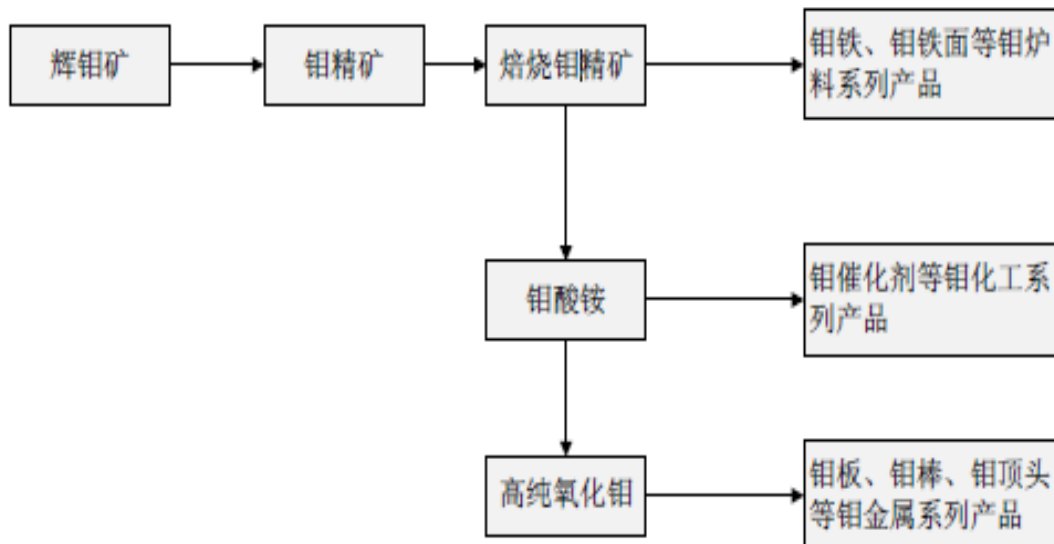 辉钼矿
钼精矿
焙烧钼精矿
钼铁、钼铁面等钼炉
料系列产品
钼酸铵
钼催化剂等钼化工系
列产品
高纯氧化钼
钼板、钼棒、钼顶头
等钼金属系列产品